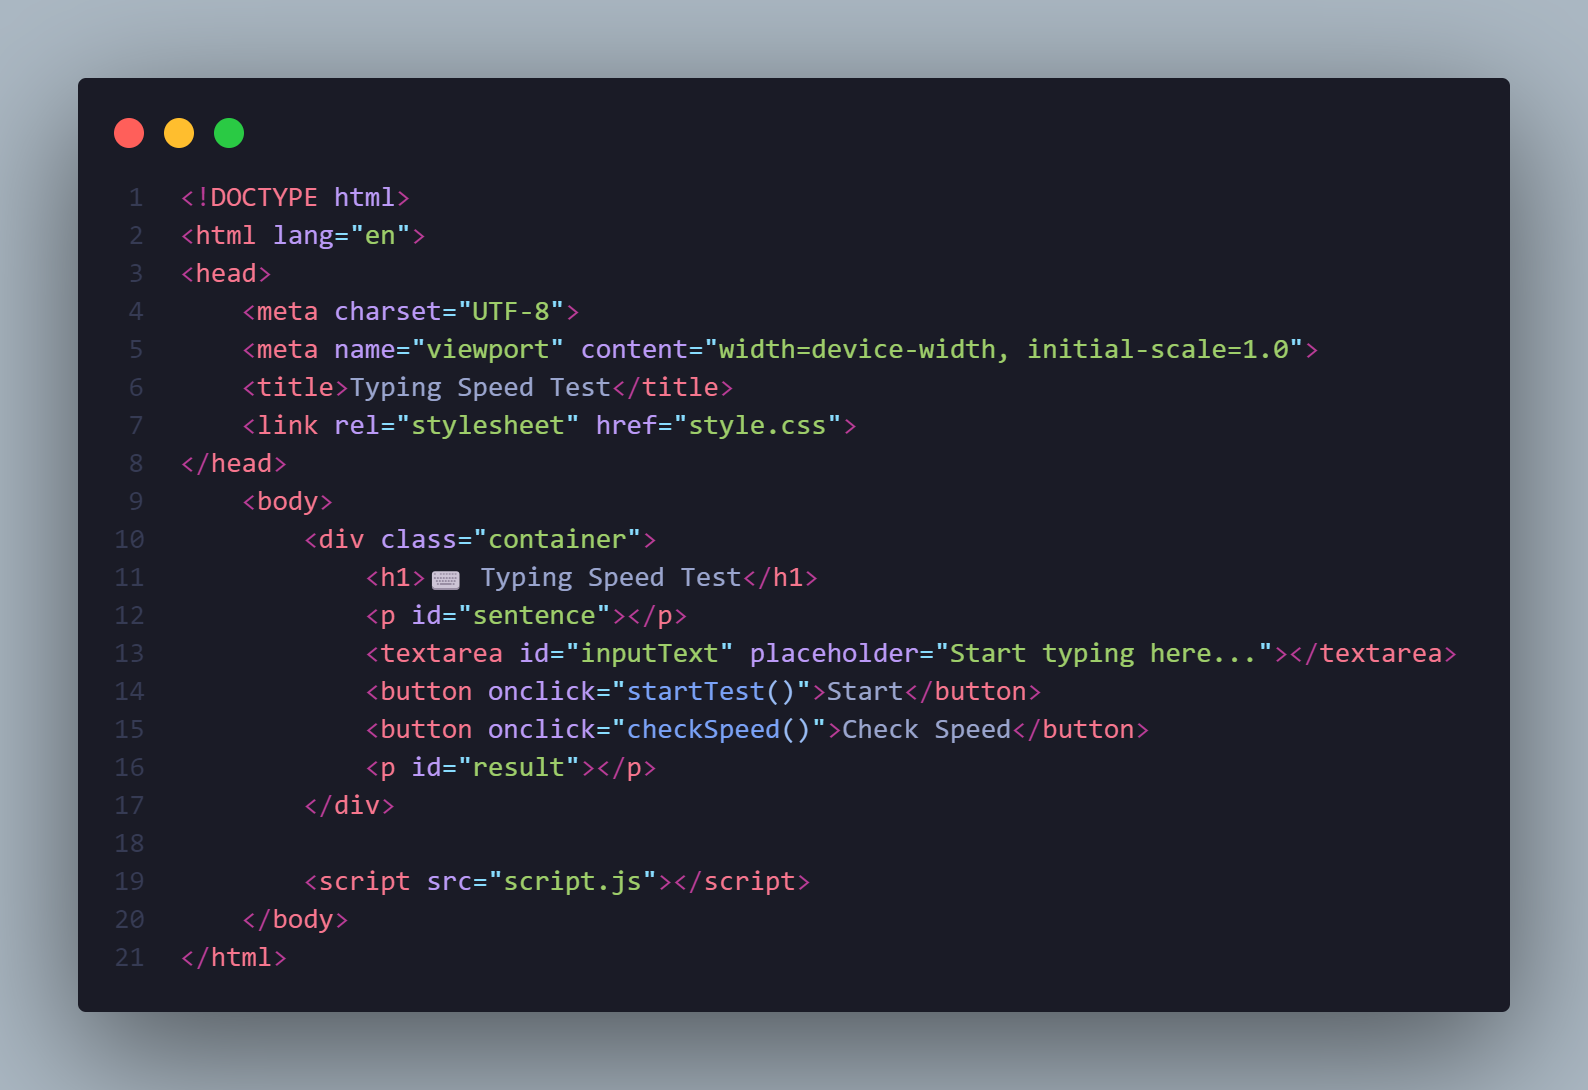 1 <!DOCTYPE html>
2 <html lang="en">
3 <head>
4     <meta charset="UTF-8">
5     <meta name="viewport" content="width=device-width, initial-scale=1.0">
6     <title>Typing Speed Test</title>
7     <link rel="stylesheet" href="style.css">
8 </head>
9     <body>
10         <div class="container">
11             <h1>⌨️ Typing Speed Test</h1>
12             <p id="sentence"></p>
13             <textarea id="inputText" placeholder="Start typing here..."></textarea>
14             <button onclick="startTest()">Start</button>
15             <button onclick="checkSpeed()">Check Speed</button>
16             <p id="result"></p>
17         </div>
18
19         <script src="script.js"></script>
20     </body>
21 </html>